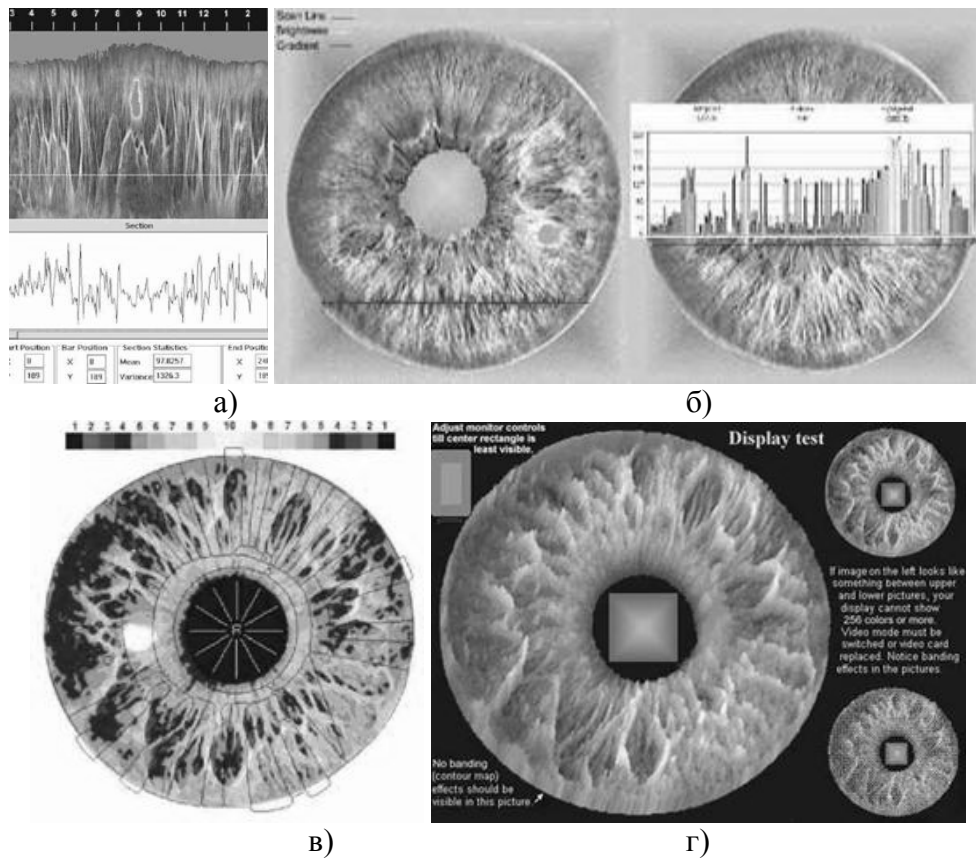 3 4 5 6 7 8 9 10 11 12 1 2
Section
art Position Bar Position Section Statistics End Position
X 0 X 0 Mean 97.0257 X
Y 189 Y 189 Variance 1326.3 Y
Scan Line
Brightness
Gradient
а)
б)
1 2 3 4 5 6 7 8 9 10 9 8 7 6 5 4 3 2 1
R
в)
Adjust monitor controls
till center rectangle is
least visible.
Display test
If image on the left looks like
something between upper
and lower pictures, your
display cannot show
256 colors or more.
Video mode must be
switched or video card
replaced. Notice banding
effects in the pictures.
No banding
(contour map)
effects should be
visible in this picture.
г)